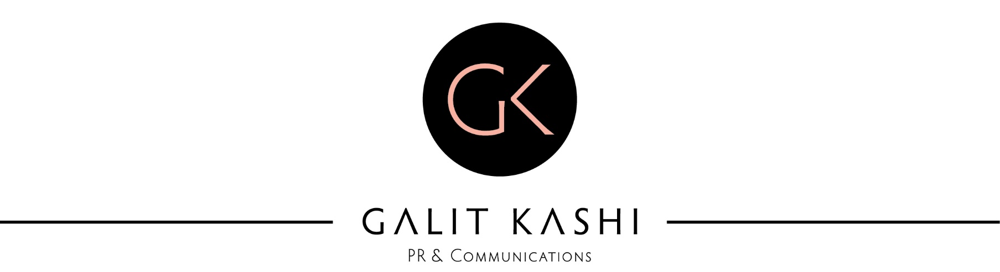 GK
GALIT KASHI
PR & COMMUNICATIONS